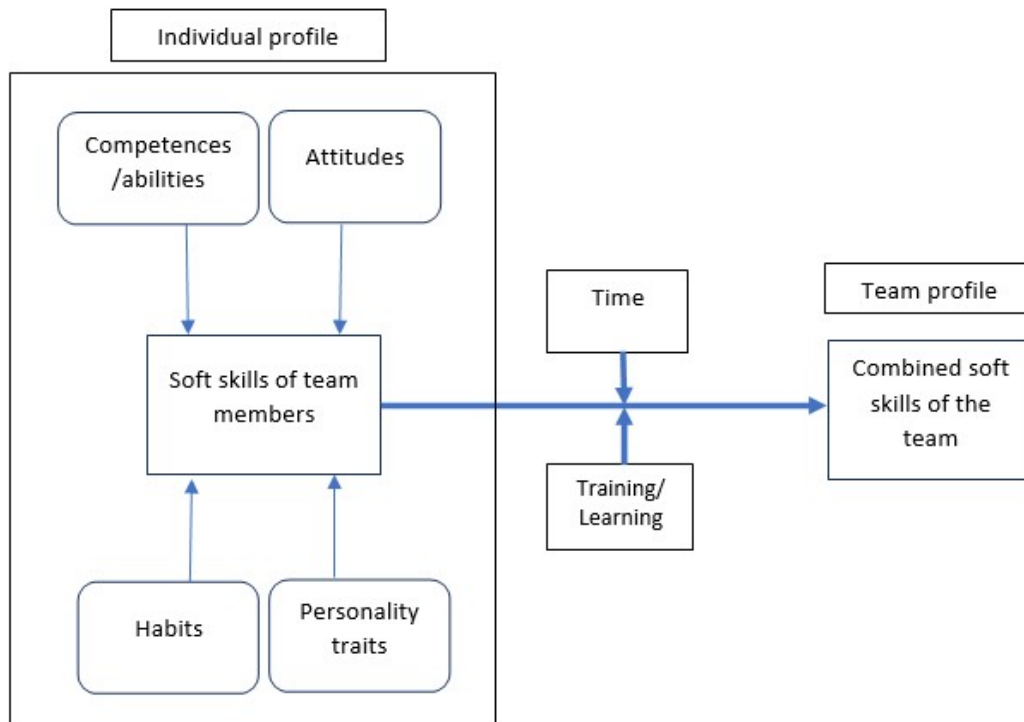 Individual profile
Competences
/abilities
Attitudes
Soft skills of team
members
Habits
Personality
traits
Time
Training/
Learning
Team profile
Combined soft
skills of the
team